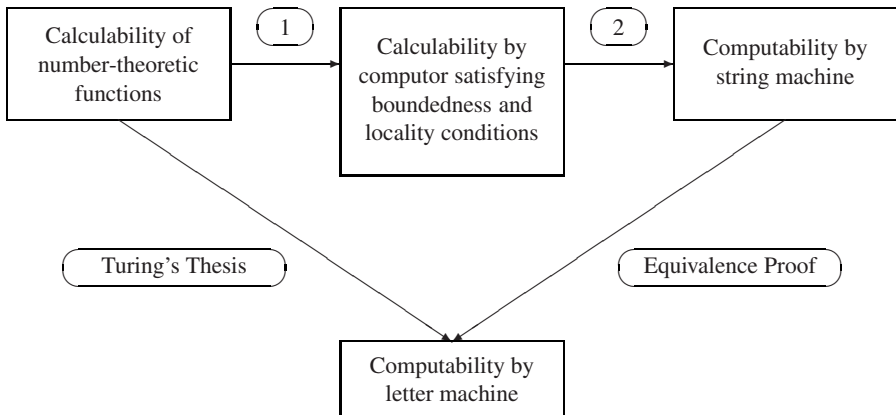 Calculability of
number-theoretic
functions
1
Calculability by
computor satisfying
boundedness and
locality conditions
2
Computability by
string machine
Turing's Thesis
Equivalence Proof
Computability by
letter machine